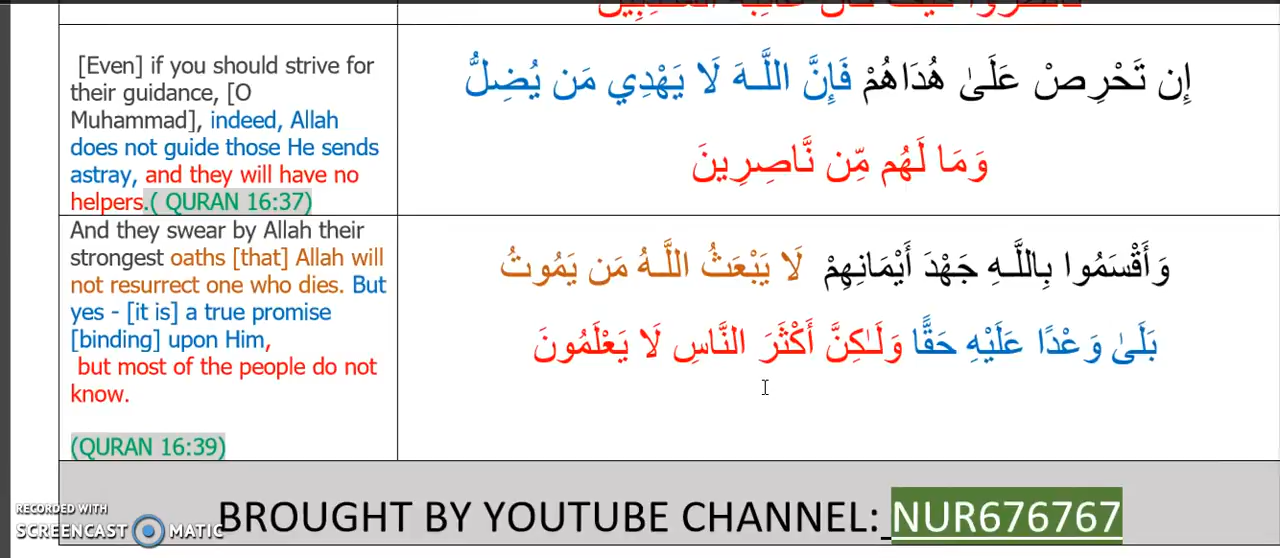 [Even] if you should strive for
their guidance, [O
Muhammad], indeed, Allah
does not guide those He sends
astray, and they will have no
helpers.( QURAN 16:37)
إِن تَحْرِصْ عَلَىٰ هُدَاهُمْ فَإِنَّ اللَّـهَ لَا يَهْدِي مَن يُضِلُّ
وَمَا لَهُم مِّن نَّاصِرِينَ
And they swear by Allah their
strongest oaths [that] Allah will
not resurrect one who dies. But
yes - [it is] a true promise
[binding] upon Him,
but most of the people do not
know.
(QURAN 16:39)
وَأَقْسَمُوا بِاللَّـهِ جَهْدَ أَيْمَانِهِمْ لَا يَبْعَثُ اللَّـهُ مَن يَمُوتُ
بَلَىٰ وَعْدًا عَلَيْهِ حَقًّا وَلَـٰكِنَّ أَكْثَرَ النَّاسِ لَا يَعْلَمُونَ
BROUGHT BY YOUTUBE CHANNEL: NUR676767
RECORDED WITH
SCREENCAST MATIC